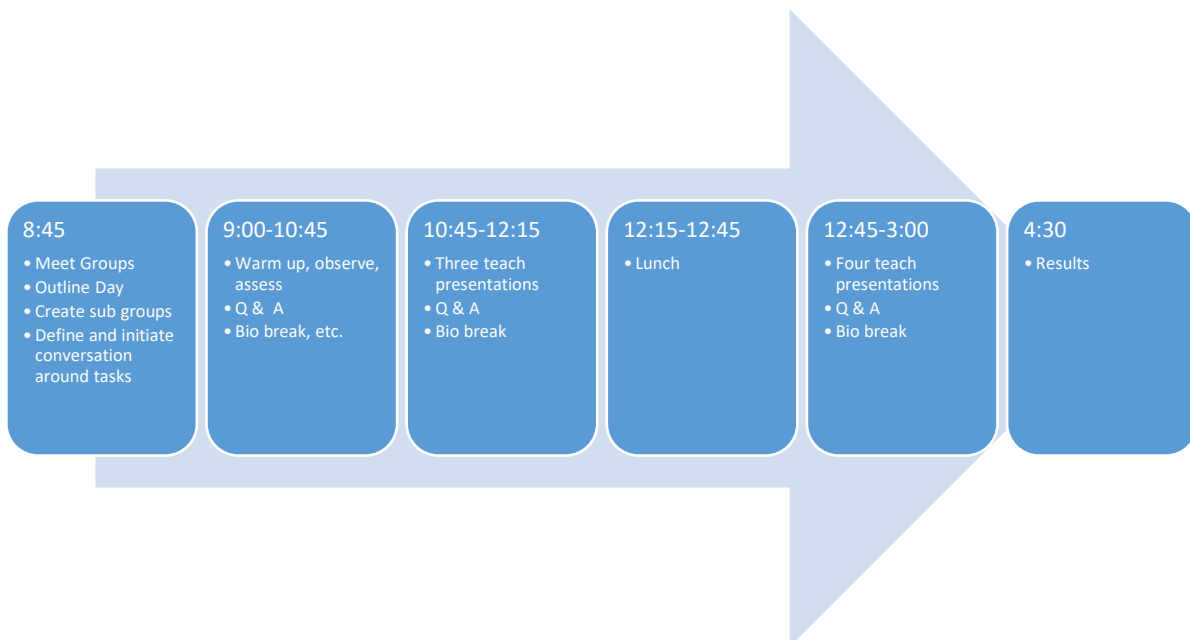 8:45
• Meet Groups
• Outline Day
• Create sub groups
• Define and initiate
conversation
around tasks
9:00-10:45
• Warm up, observe,
assess
• Q &  A
• Bio break, etc.
10:45-12:15
• Three teach
presentations
• Q & A
• Bio break
12:15-12:45
• Lunch
12:45-3:00
• Four teach
presentations
• Q & A
• Bio break
4:30
• Results